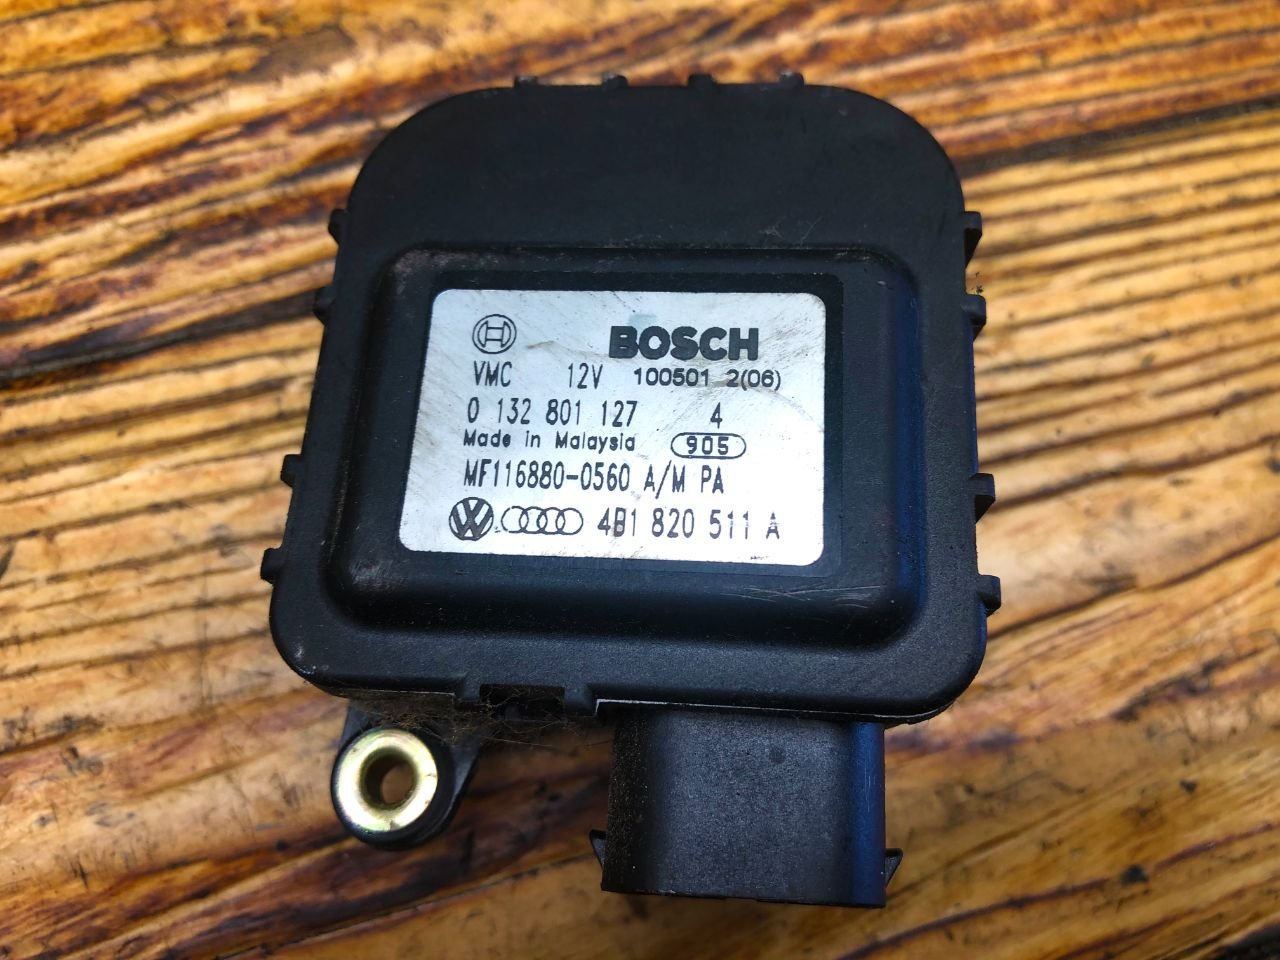 BOSCH
VMC 12V 100501 2(06)
0 132 801 127 4
Made in Malaysia 905
MF116880-0560 A/M PA
4B1 820 511 A